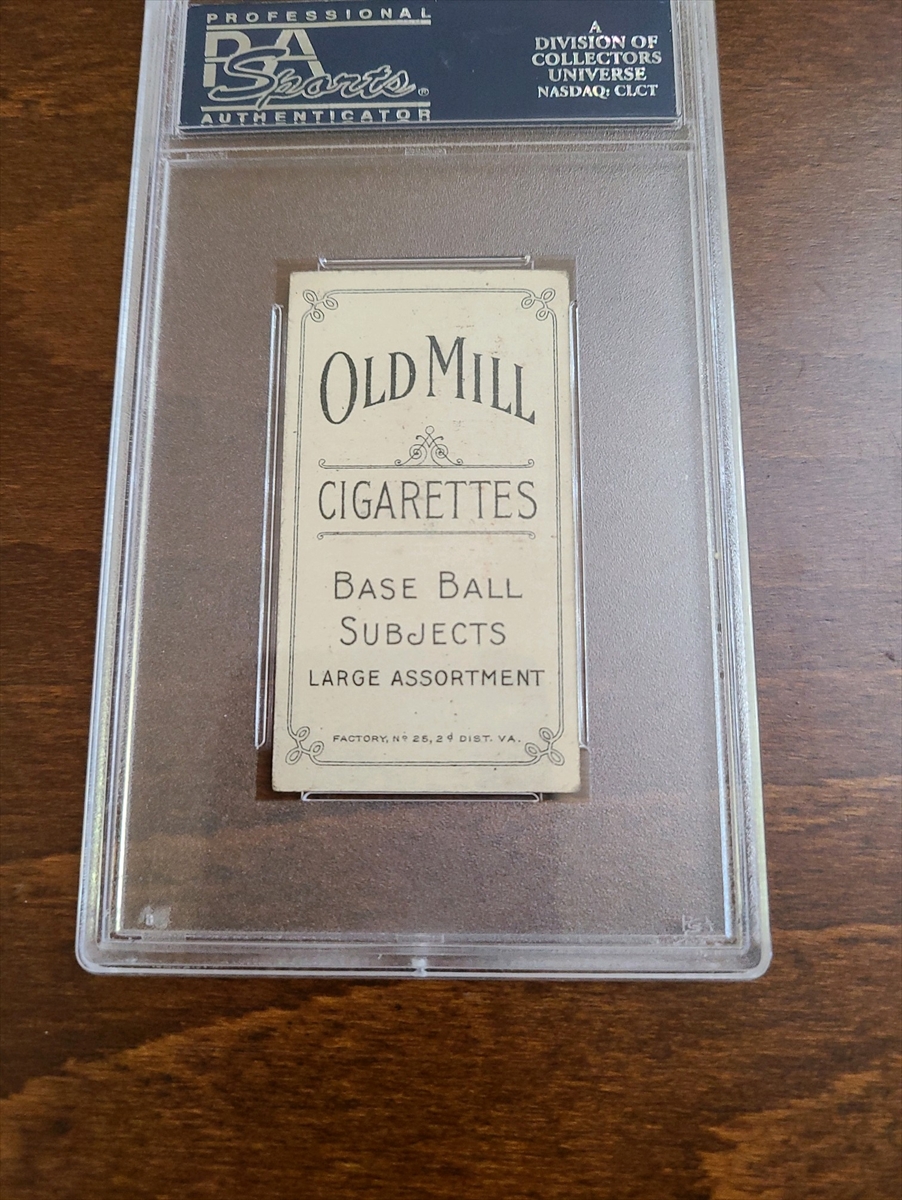 PROFESSIONAL
PSA
Sports®
AUTHENTICATOR
A
DIVISION OF
COLLECTORS
UNIVERSE
NASDAQ: CLCT
OLD MILL
CIGARETTES
BASE BALL
SUBJECTS
LARGE ASSORTMENT
FACTORY, Nº 25, 2ᵈ DIST. VA.